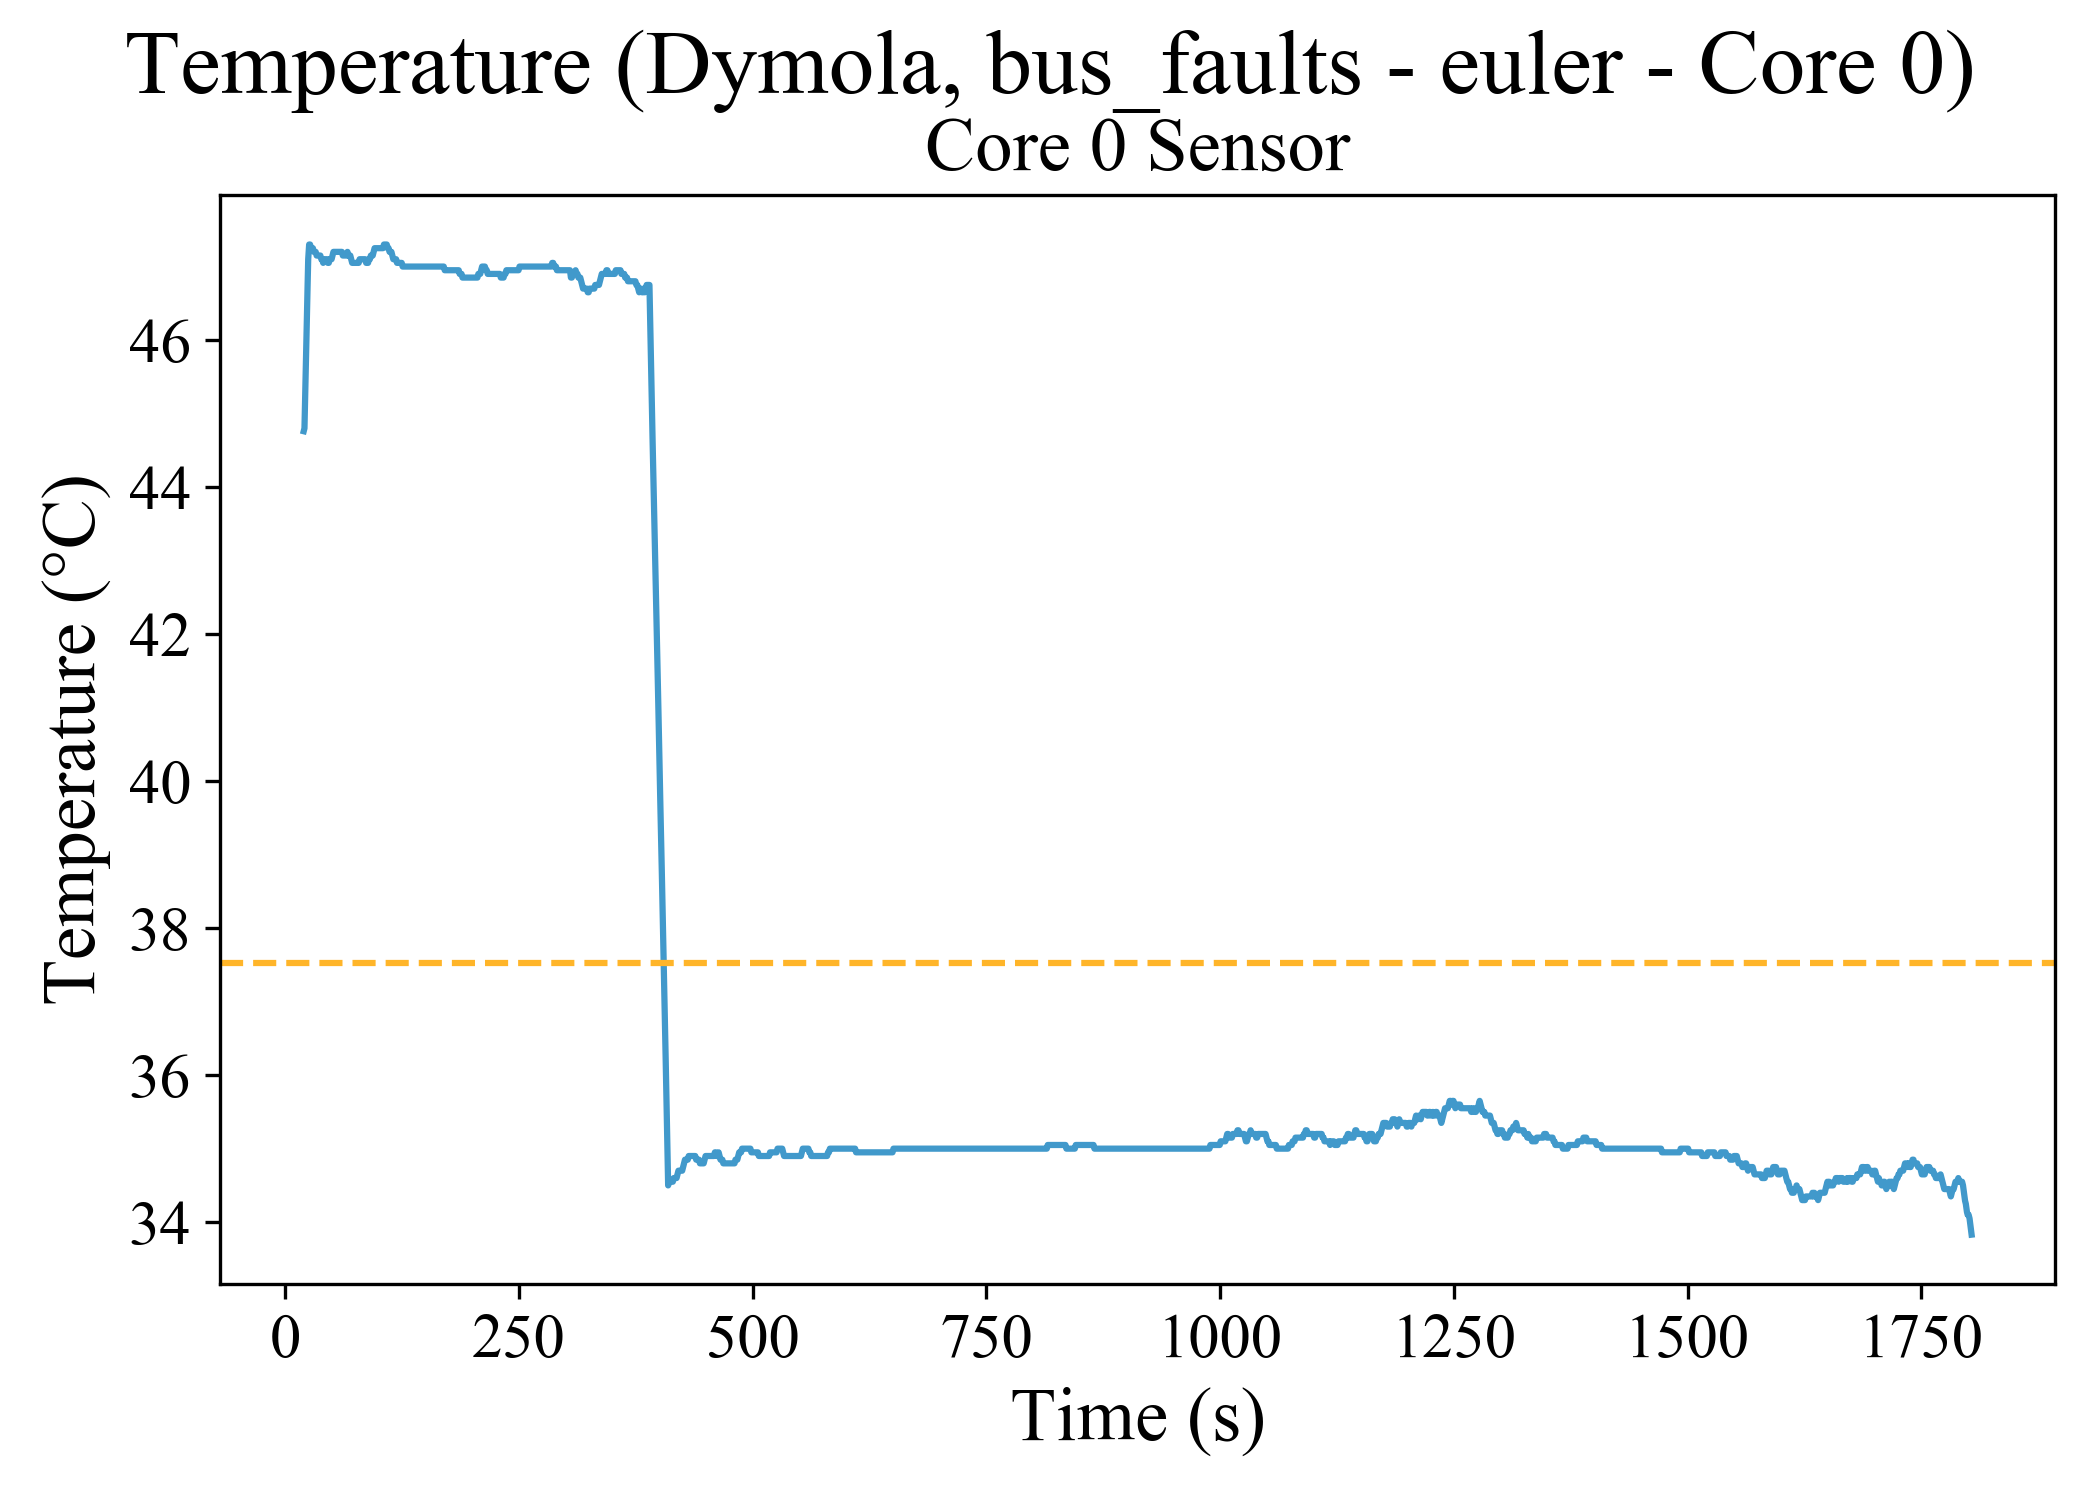 Temperature (Dymola, bus_faults - euler - Core 0)
Core 0 Sensor
Temperature (°C)
46
44
42
40
38
36
34
0 250 500 750 1000 1250 1500 1750
Time (s)